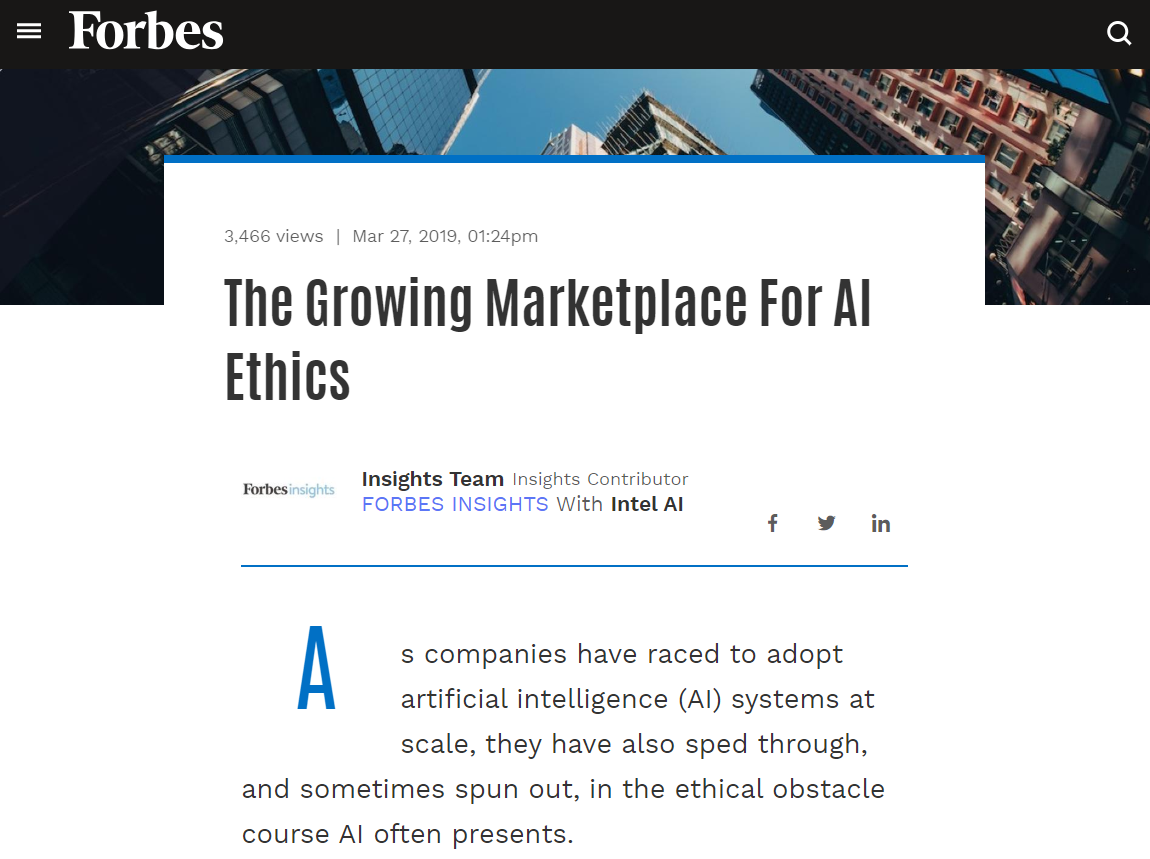 Forbes
3,466 views | Mar 27, 2019, 01:24pm
The Growing Marketplace For AI
Ethics
Forbesinsights
Insights Team Insights Contributor
FORBES INSIGHTS With Intel AI
As companies have raced to adopt
artificial intelligence (AI) systems at
scale, they have also sped through,
and sometimes spun out, in the ethical obstacle
course AI often presents.